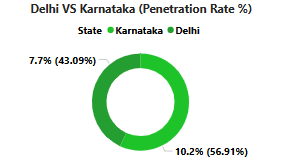 Delhi VS Karnataka (Penetration Rate %)
State Karnataka Delhi
7.7% (43.09%)
10.2% (56.91%)